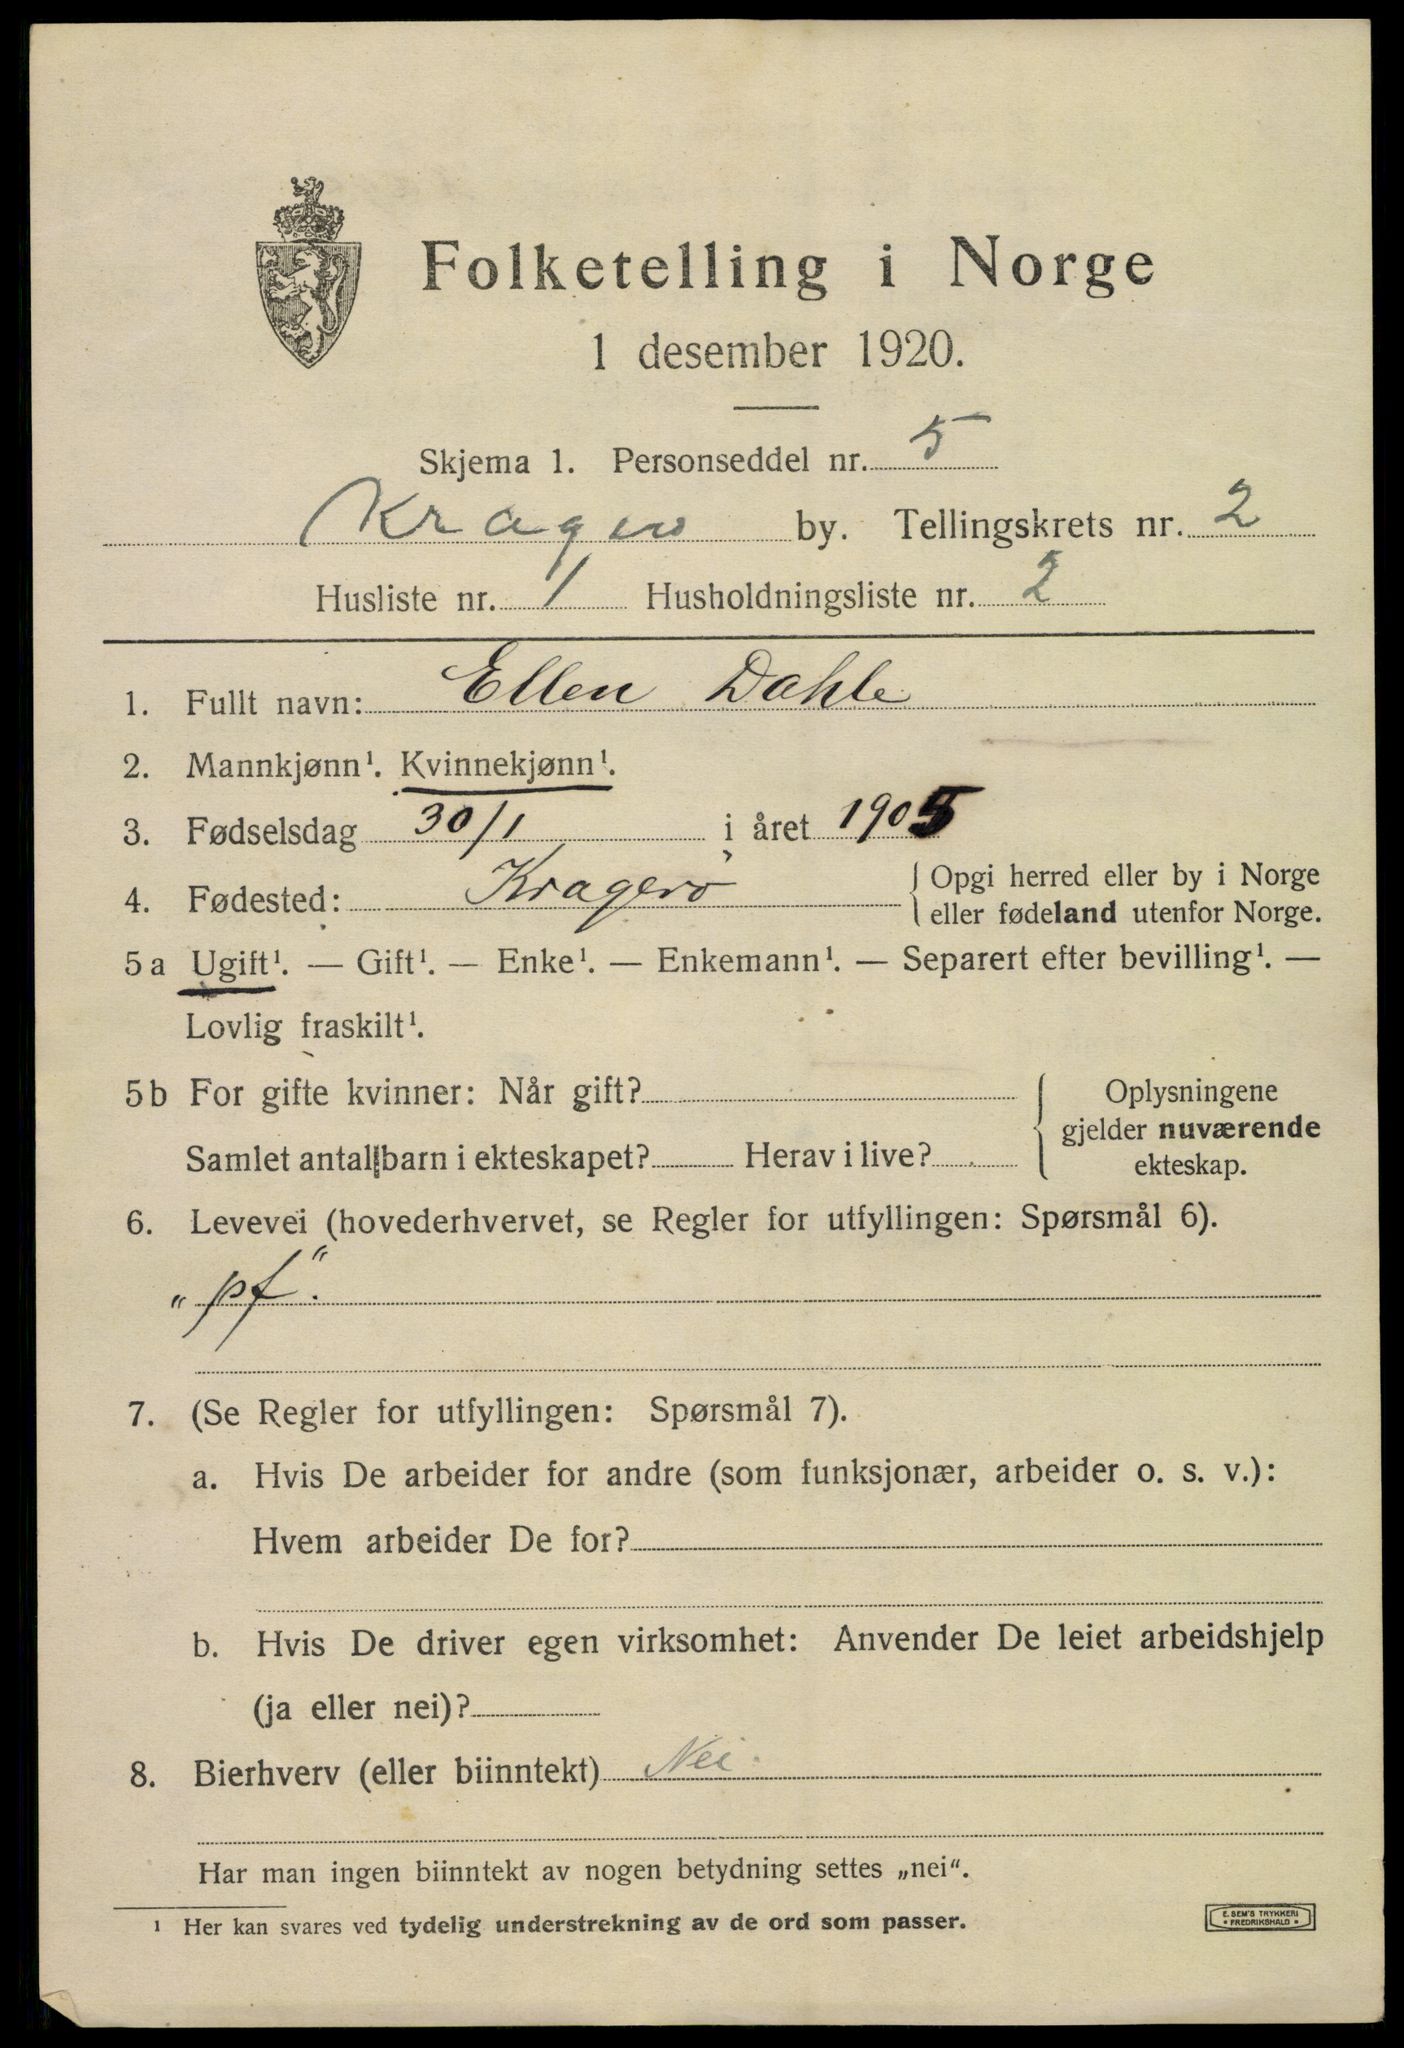 Folketelling i Norge
1 desember 1920.
Skjema 1. Personseddel nr. 5
Kragerø by. Tellingskrets nr. 2
Husliste nr. 1 Husholdningsliste nr. 2
1. Fullt navn: Ellen Dahle
2. Mannkjønn¹. Kvinnekjønn¹.
3. Fødselsdag 30/1 i året 1905
4. Fødested: Kragerø { Opgi herred eller by i Norge
eller fødeland utenfor Norge.
5 a Ugift¹. — Gift¹. — Enke¹. — Enkemann¹. — Separert efter bevilling¹. —
Lovlig fraskilt¹.
5 b For gifte kvinner: Når gift?
Samlet antall barn i ekteskapet? Herav i live?
{ Oplysningene
gjelder nuværende
ekteskap.
6. Levevei (hovederhvervet, se Regler for utfyllingen: Spørsmål 6).
„pf“.
7. (Se Regler for utfyllingen: Spørsmål 7).
a. Hvis De arbeider for andre (som funksjonær, arbeider o. s. v.):
Hvem arbeider De for?
b. Hvis De driver egen virksomhet: Anvender De leiet arbeidshjelp
(ja eller nei)?
8. Bierhverv (eller biinntekt) Nei.
Har man ingen biinntekt av nogen betydning settes „nei“.
¹ Her kan svares ved tydelig understrekning av de ord som passer.
E. SEM'S TRYKKERI
• FREDRIKSHALD •